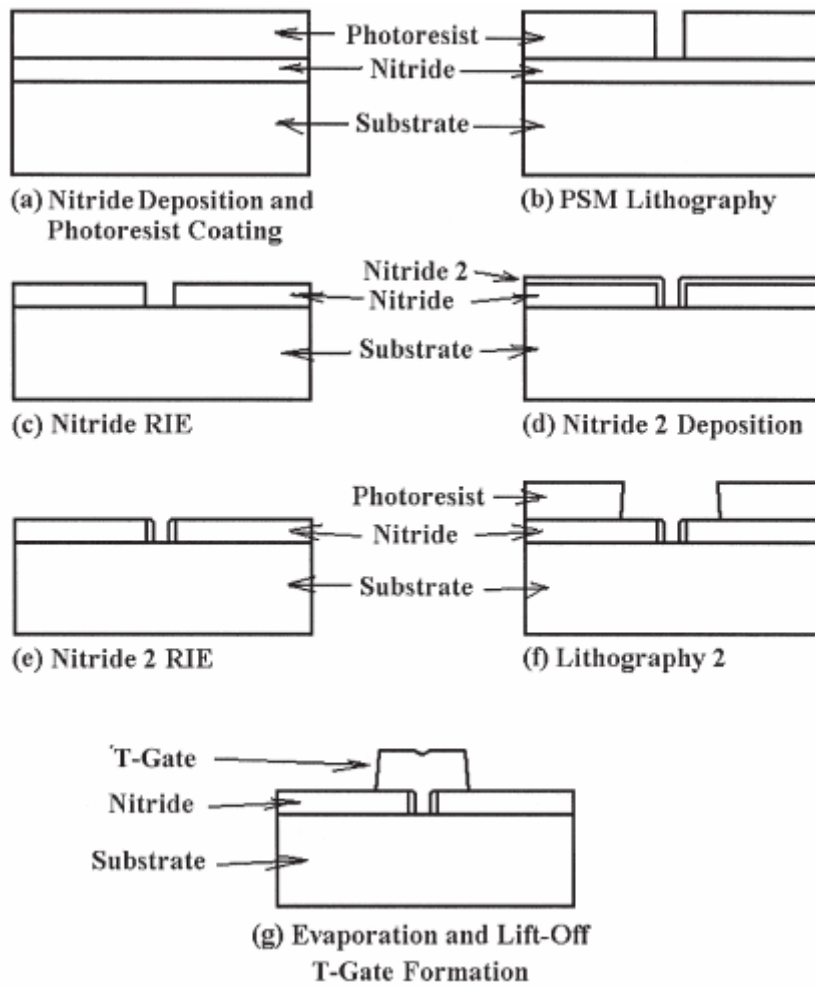 Photoresist
Nitride
Substrate
(a) Nitride Deposition and
Photoresist Coating
(b) PSM Lithography
Nitride 2
Nitride
Substrate
(c) Nitride RIE
(d) Nitride 2 Deposition
Photoresist
Nitride
Substrate
(e) Nitride 2 RIE
(f) Lithography 2
T-Gate
Nitride
Substrate
(g) Evaporation and Lift-Off
T-Gate Formation